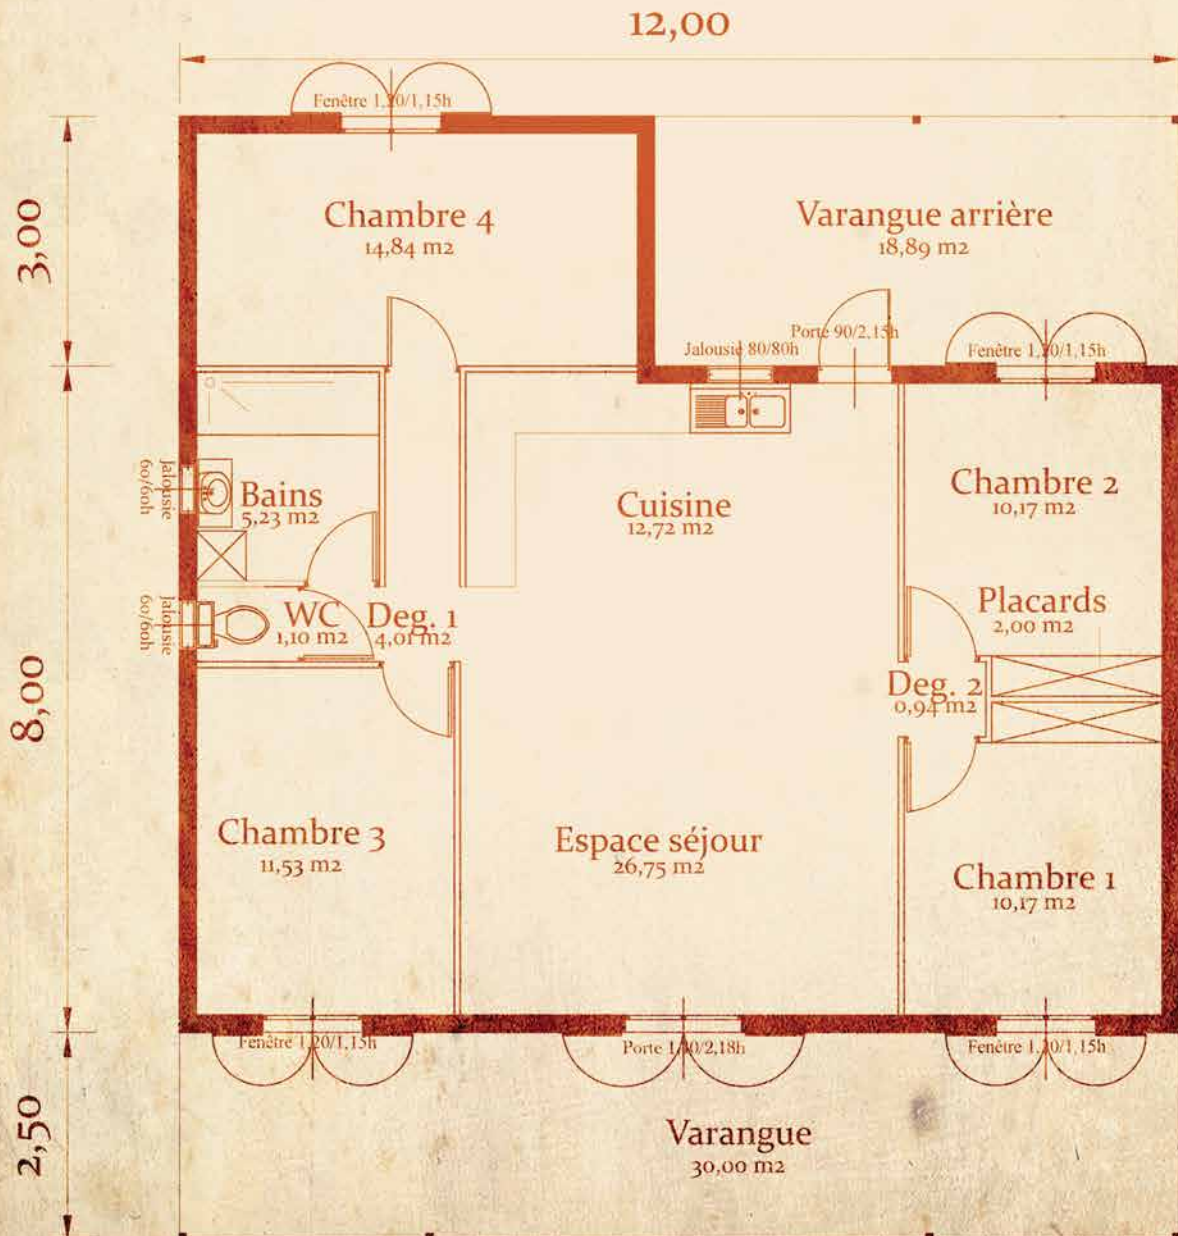 12,00
Fenêtre 1,20/1,15h
3,00
Chambre 4
14,84 m2
Varangue arrière
18,89 m2
Porte 90/2,15h
Jalousie 80/80h
Fenêtre 1,20/1,15h
Jalousie
60/60h
Bains
5,23 m2
Cuisine
12,72 m2
Chambre 2
10,17 m2
Jalousie
60/60h
WC
1,10 m2
Deg. 1
4,01 m2
Placards
2,00 m2
8,00
Deg. 2
0,94 m2
Chambre 3
11,53 m2
Espace séjour
26,75 m2
Chambre 1
10,17 m2
Fenêtre 1,20/1,15h
Porte /2,18h
Fenêtre 1,20/1,15h
2,50
Varangue
30,00 m2